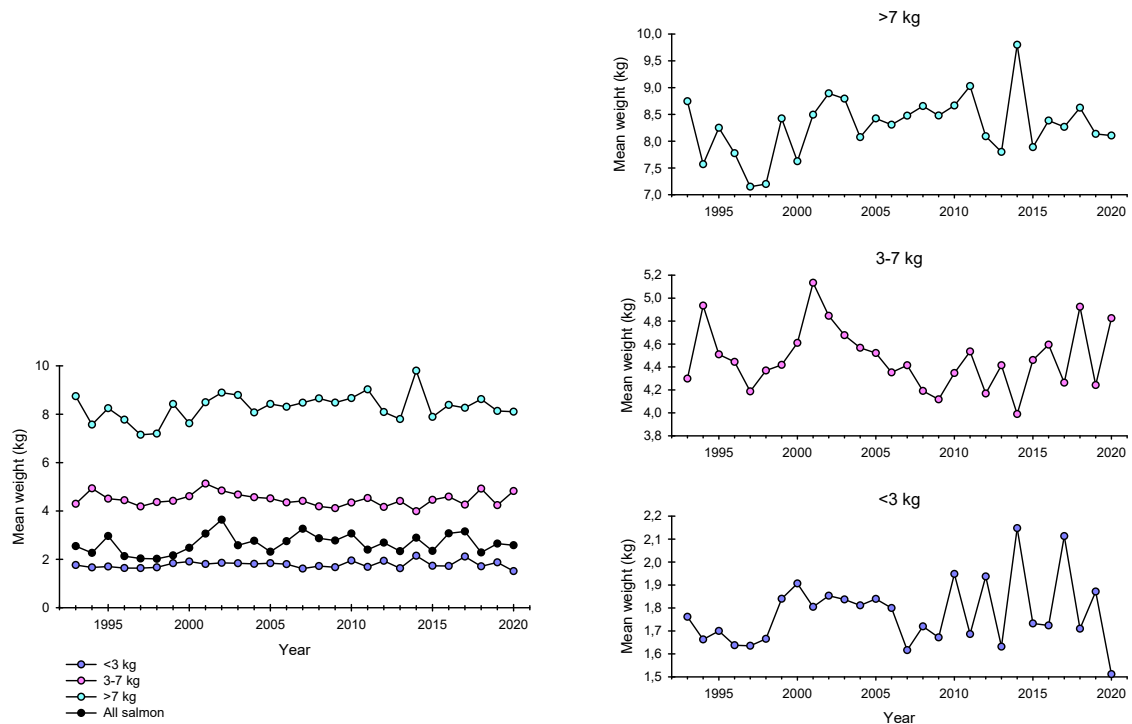 10
8
6
4
2
0
Mean weight (kg)
1995 2000 2005 2010 2015 2020
Year
<3 kg
3-7 kg
>7 kg
All salmon
>7 kg
10,0
9,5
9,0
8,5
8,0
7,5
7,0
Mean weight (kg)
1995 2000 2005 2010 2015 2020
3-7 kg
5,2
5,0
4,8
4,6
4,4
4,2
4,0
3,8
Mean weight (kg)
1995 2000 2005 2010 2015 2020
<3 kg
2,2
2,1
2,0
1,9
1,8
1,7
1,6
1,5
Mean weight (kg)
1995 2000 2005 2010 2015 2020
Year